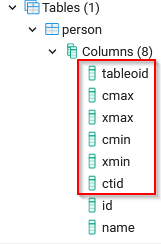 Tables (1)
person
Columns (8)
tableoid
cmax
xmax
cmin
xmin
ctid
id
name